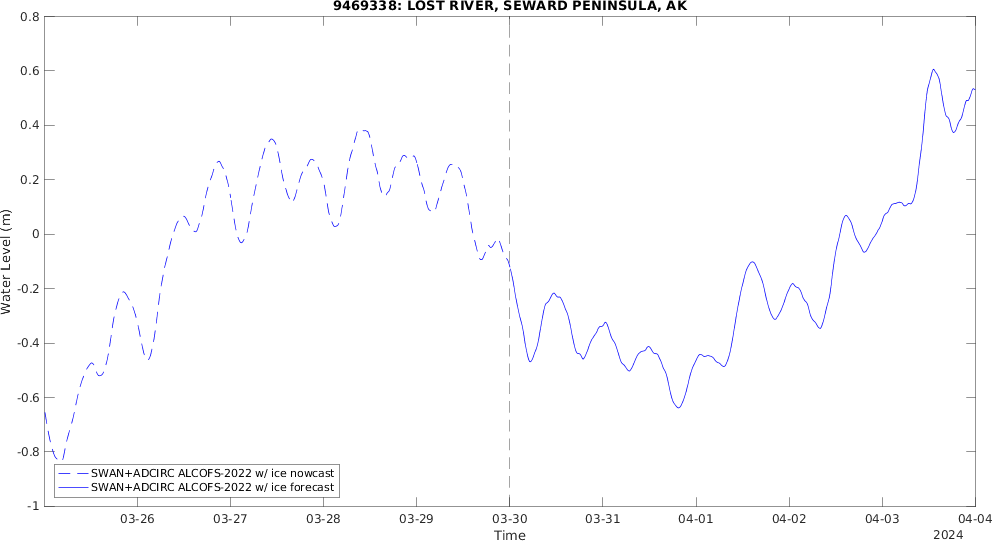 9469338: LOST RIVER, SEWARD PENINSULA, AK
0.8
0.6
0.4
0.2
0
-0.2
-0.4
-0.6
-0.8
-1
Water Level (m)
SWAN+ADCIRC ALCOFS-2022 w/ ice nowcast
SWAN+ADCIRC ALCOFS-2022 w/ ice forecast
03-26 03-27 03-28 03-29 03-30 03-31 04-01 04-02 04-03 04-04
Time
2024